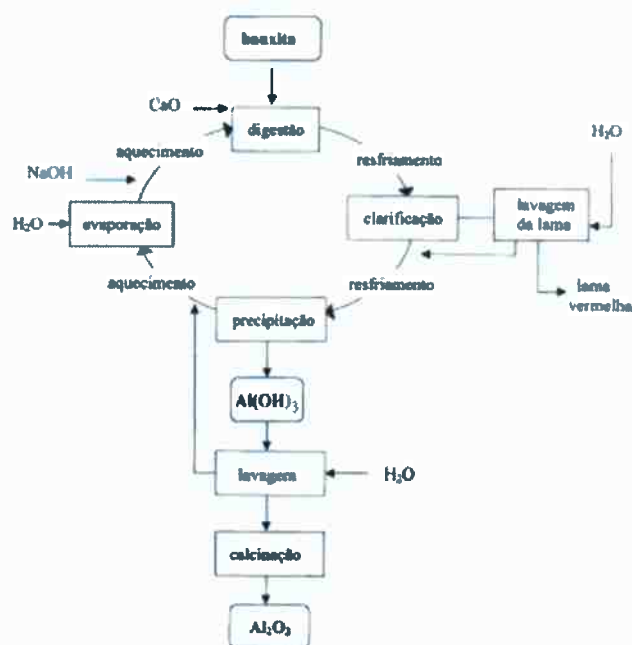 bauxita
CaO
digestão
aquecimento
resfriamento
H₂O
NaOH
H₂O
evaporação
clarificação
lavagem
da lama
aquecimento
resfriamento
lama
vermelha
precipitação
Al(OH)₃
lavagem
H₂O
calcinação
Al₂O₃